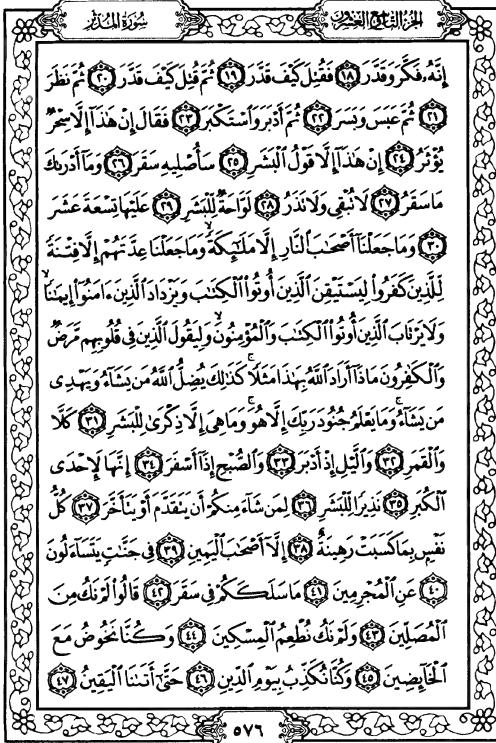 سُورَةُ المُدَّثِّر
الجزء التاسع والعشرون
إِنَّهُۥ فَكَّرَ وَقَدَّرَ ١٨ فَقُتِلَ كَيْفَ قَدَّرَ ١٩ ثُمَّ قُتِلَ كَيْفَ قَدَّرَ ٢٠ ثُمَّ نَظَرَ
٢١ ثُمَّ عَبَسَ وَبَسَرَ ٢٢ ثُمَّ أَدْبَرَ وَٱسْتَكْبَرَ ٢٣ فَقَالَ إِنْ هَٰذَآ إِلَّا سِحْرٌ
يُؤْثَرُ ٢٤ إِنْ هَٰذَآ إِلَّا قَوْلُ ٱلْبَشَرِ ٢٥ سَأُصْلِيهِ سَقَرَ ٢٦ وَمَآ أَدْرَىٰكَ
مَا سَقَرُ ٢٧ لَا تُبْقِى وَلَا تَذَرُ ٢٨ لَوَّاحَةٌ لِّلْبَشَرِ ٢٩ عَلَيْهَا تِسْعَةَ عَشَرَ
٣٠ وَمَا جَعَلْنَآ أَصْحَٰبَ ٱلنَّارِ إِلَّا مَلَٰٓئِكَةً ۙ وَمَا جَعَلْنَا عِدَّتَهُمْ إِلَّا فِتْنَةً
لِّلَّذِينَ كَفَرُوا۟ لِيَسْتَيْقِنَ ٱلَّذِينَ أُوتُوا۟ ٱلْكِتَٰبَ وَيَزْدَادَ ٱلَّذِينَ ءَامَنُوٓا۟ إِيمَٰنًا ۙ
وَلَا يَرْتَابَ ٱلَّذِينَ أُوتُوا۟ ٱلْكِتَٰبَ وَٱلْمُؤْمِنُونَ ۙ وَلِيَقُولَ ٱلَّذِينَ فِى قُلُوبِهِم مَّرَضٌ
وَٱلْكَٰفِرُونَ مَاذَآ أَرَادَ ٱللَّهُ بِهَٰذَا مَثَلًا ۚ كَذَٰلِكَ يُضِلُّ ٱللَّهُ مَن يَشَآءُ وَيَهْدِى
مَن يَشَآءُ ۚ وَمَا يَعْلَمُ جُنُودَ رَبِّكَ إِلَّا هُوَ ۚ وَمَا هِىَ إِلَّا ذِكْرَىٰ لِلْبَشَرِ ٣١ كَلَّا
وَٱلْقَمَرِ ٣٢ وَٱلَّيْلِ إِذْ أَدْبَرَ ٣٣ وَٱلصُّبْحِ إِذَآ أَسْفَرَ ٣٤ إِنَّهَا لَإِحْدَى
ٱلْكُبَرِ ٣٥ نَذِيرًا لِّلْبَشَرِ ٣٦ لِمَن شَآءَ مِنكُمْ أَن يَتَقَدَّمَ أَوْ يَتَأَخَّرَ ٣٧ كُلُّ
نَفْسٍۭ بِمَا كَسَبَتْ رَهِينَةٌ ٣٨ إِلَّآ أَصْحَٰبَ ٱلْيَمِينِ ٣٩ فِى جَنَّٰتٍ يَتَسَآءَلُونَ
٤٠ عَنِ ٱلْمُجْرِمِينَ ٤١ مَا سَلَكَكُمْ فِى سَقَرَ ٤٢ قَالُوا۟ لَمْ نَكُ مِنَ
ٱلْمُصَلِّينَ ٤٣ وَلَمْ نَكُ نُطْعِمُ ٱلْمِسْكِينَ ٤٤ وَكُنَّا نَخُوضُ مَعَ
ٱلْخَآئِضِينَ ٤٥ وَكُنَّا نُكَذِّبُ بِيَوْمِ ٱلدِّينِ ٤٦ حَتَّىٰٓ أَتَىٰنَا ٱلْيَقِينُ ٤٧
٥٧٦